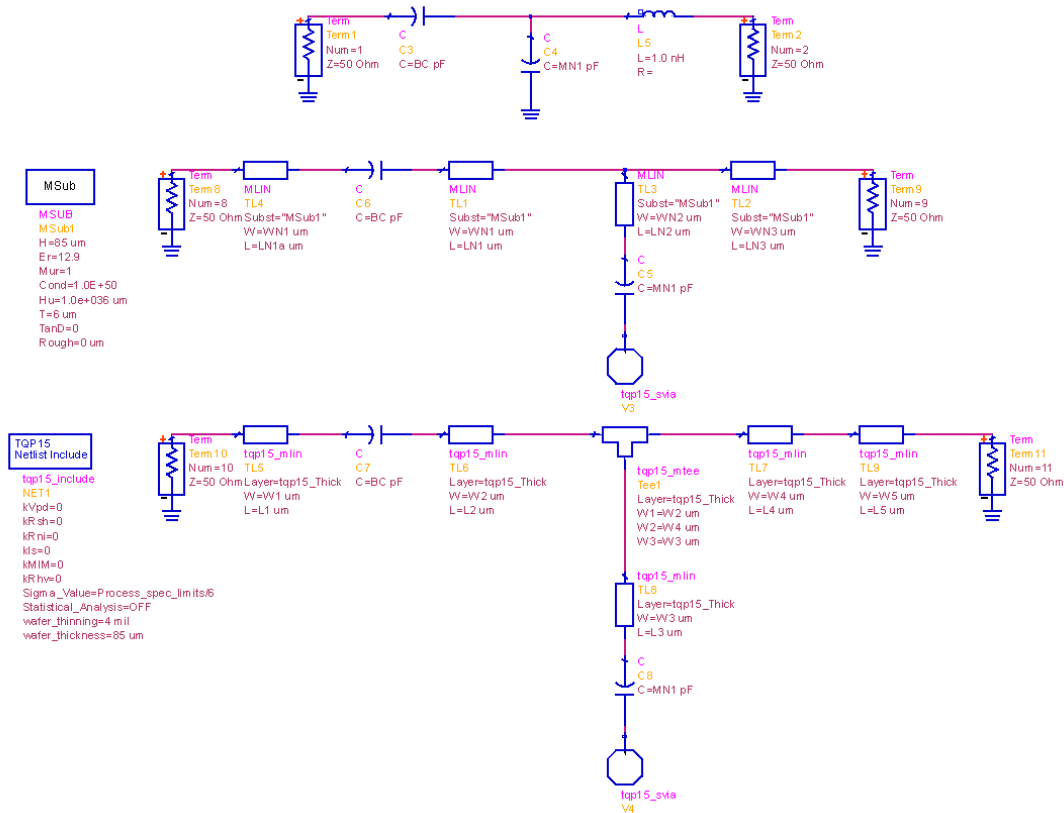 Term
Term1
Num=1
Z=50 Ohm
C
C3
C=BC pF
C
C4
C=MN1 pF
L
L5
L=1.0 nH
R=
Term
Term2
Num=2
Z=50 Ohm
MSub
MSUB
MSub1
H=85 um
Er=12.9
Mur=1
Cond=1.0E+50
Hu=1.0e+036 um
T=6 um
TanD=0
Rough=0 um
Term
Term8
Num=8
Z=50 Ohm
MLIN
TL4
Subst="MSub1"
W=WN1 um
L=LN1a um
C
C6
C=BC pF
MLIN
TL1
Subst="MSub1"
W=WN1 um
L=LN1 um
MLIN
TL3
Subst="MSub1"
W=WN2 um
L=LN2 um
MLIN
TL2
Subst="MSub1"
W=WN3 um
L=LN3 um
Term
Term9
Num=9
Z=50 Ohm
C
C5
C=MN1 pF
tqp15_svia
V3
TQP15
Netlist Include
tqp15_include
NET1
kVpd=0
kRsh=0
kRni=0
kIs=0
kMIM=0
kRhv=0
Sigma_Value=Process_spec_limits/6
Statistical_Analysis=OFF
wafer_thinning=4 mil
wafer_thickness=85 um
Term
Term10
Num=10
Z=50 Ohm
tqp15_mlin
TL5
Layer=tqp15_Thick
W=W1 um
L=L1 um
C
C7
C=BC pF
tqp15_mlin
TL6
Layer=tqp15_Thick
W=W2 um
L=L2 um
tqp15_mtee
Tee1
Layer=tqp15_Thick
W1=W2 um
W2=W4 um
W3=W3 um
tqp15_mlin
TL7
Layer=tqp15_Thick
W=W4 um
L=L4 um
tqp15_mlin
TL9
Layer=tqp15_Thick
W=W5 um
L=L5 um
Term
Term11
Num=11
Z=50 Ohm
tqp15_mlin
TL8
Layer=tqp15_Thick
W=W3 um
L=L3 um
C
C8
C=MN1 pF
tqp15_svia
V4